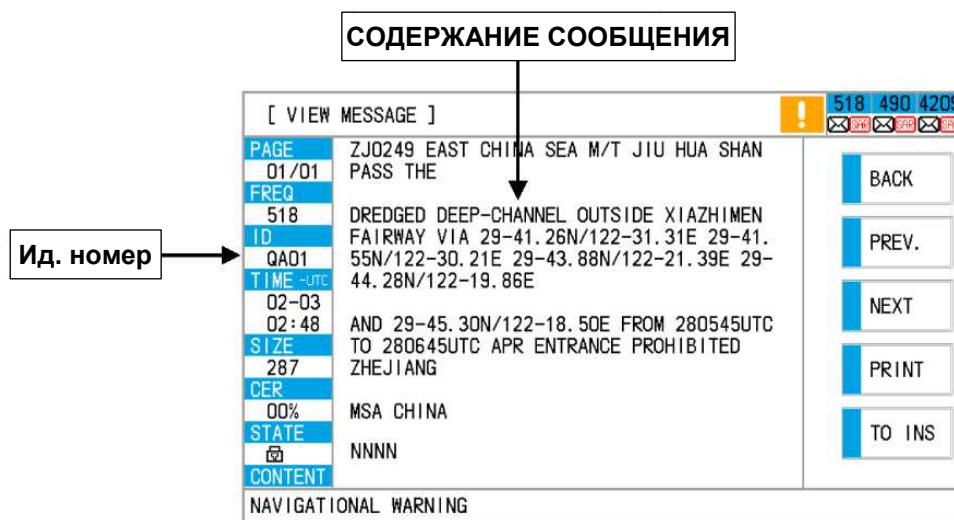 СОДЕРЖАНИЕ СООБЩЕНИЯ
[ VIEW MESSAGE ]
! 518 490 4209
SAR SAR
PAGE
01/01
FREQ
518
ID
QA01
TIME -UTC
02-03
02:48
SIZE
287
CER
00%
STATE
CONTENT
Ид. номер
ZJ0249 EAST CHINA SEA M/T JIU HUA SHAN
PASS THE
DREDGED DEEP-CHANNEL OUTSIDE XIAZHIMEN
FAIRWAY VIA 29-41.26N/122-31.31E 29-41.
55N/122-30.21E 29-43.88N/122-21.39E 29-
44.28N/122-19.86E
AND 29-45.30N/122-18.50E FROM 280545UTC
TO 280645UTC APR ENTRANCE PROHIBITED
ZHEJIANG
MSA CHINA
NNNN
BACK
PREV.
NEXT
PRINT
TO INS
NAVIGATIONAL WARNING